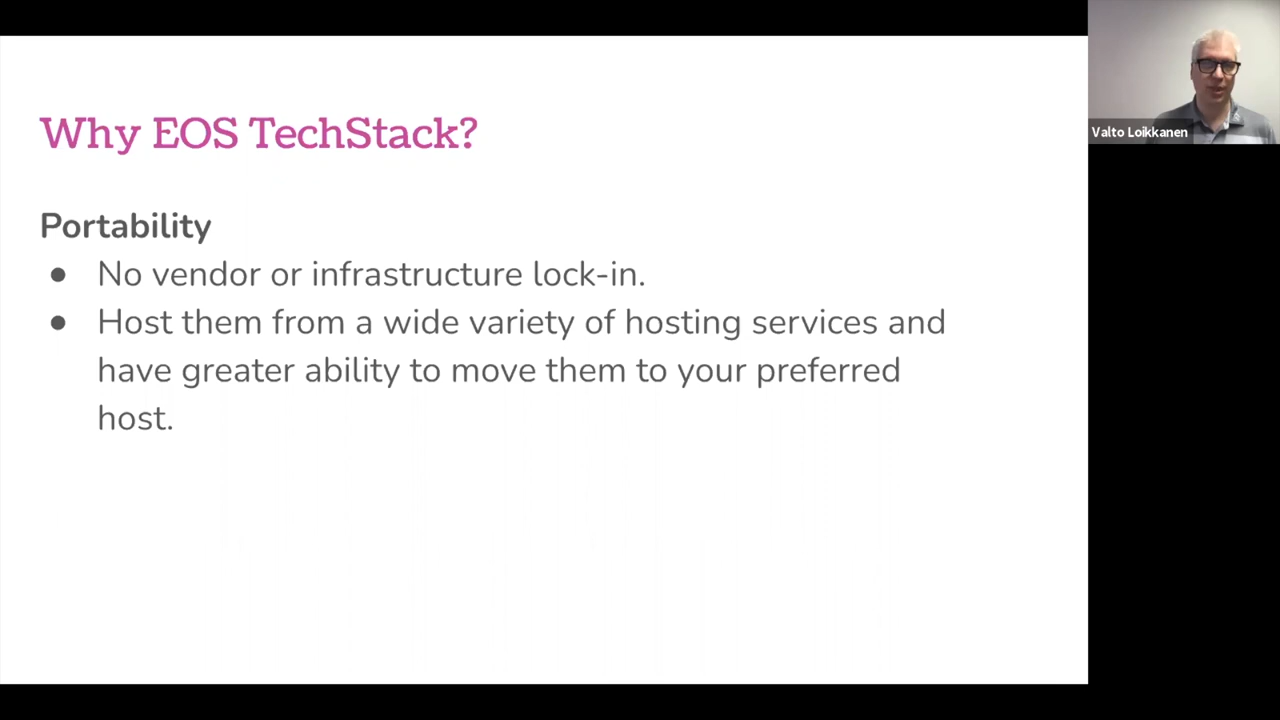 Why EOS TechStack?
Portability
● No vendor or infrastructure lock-in.
● Host them from a wide variety of hosting services and
have greater ability to move them to your preferred
host.
Valto Loikkanen